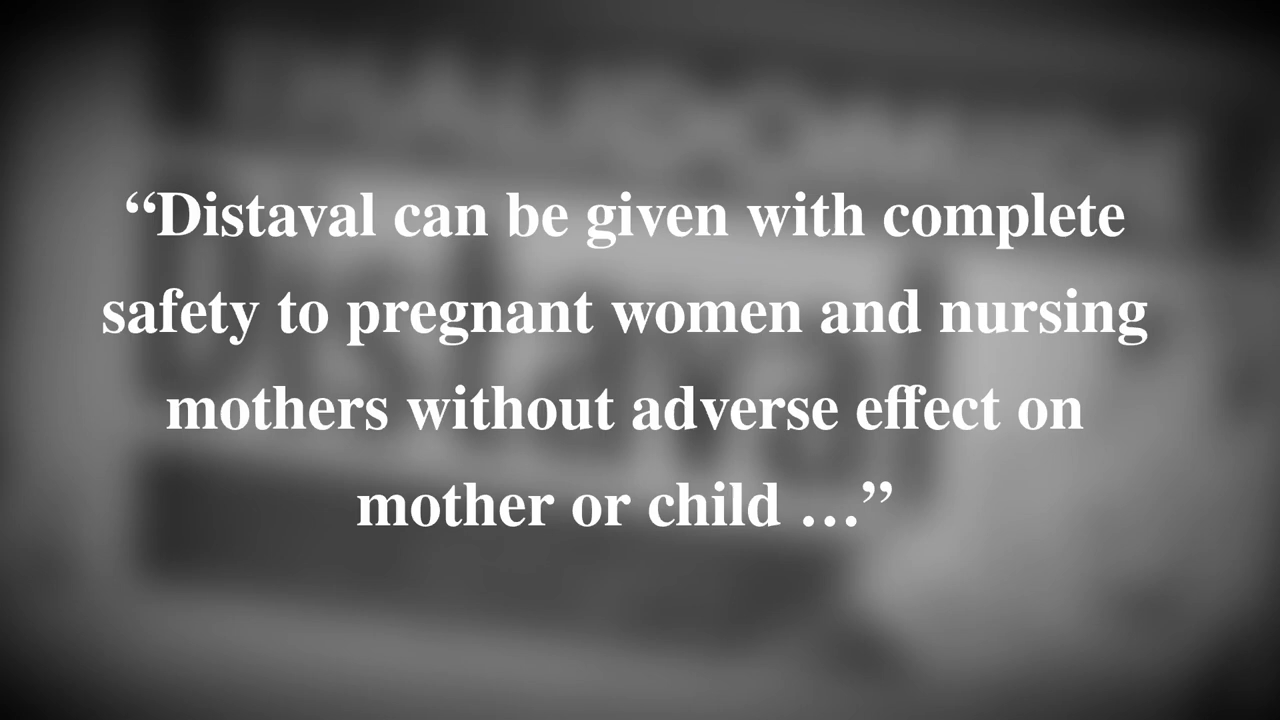 “Distaval can be given with complete
safety to pregnant women and nursing
mothers without adverse effect on
mother or child …”